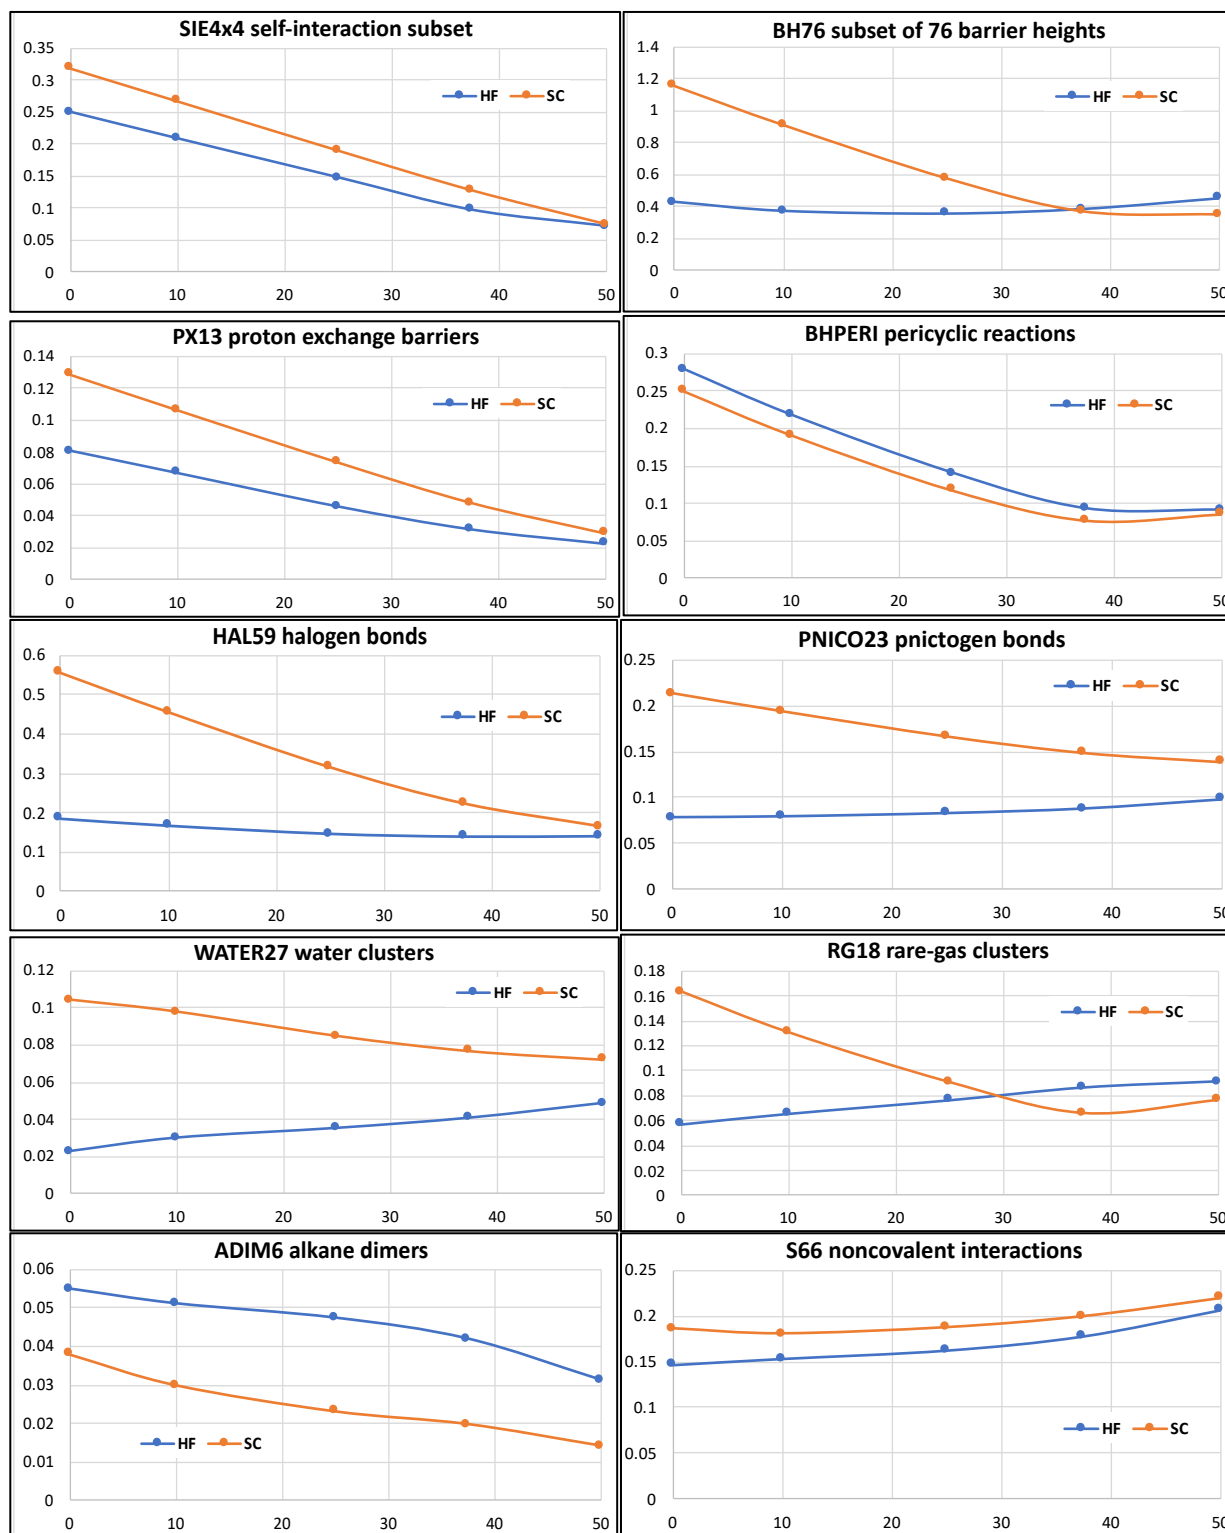 SIE4x4 self-interaction subset
0.35
0.3
0.25
0.2
0.15
0.1
0.05
0
HF SC
0 10 20 30 40 50
BH76 subset of 76 barrier heights
1.4
1.2
1
0.8
0.6
0.4
0.2
0
HF SC
0 10 20 30 40 50
PX13 proton exchange barriers
0.14
0.12
0.1
0.08
0.06
0.04
0.02
0
HF SC
0 10 20 30 40 50
BHPERI pericyclic reactions
0.3
0.25
0.2
0.15
0.1
0.05
0
HF SC
0 10 20 30 40 50
HAL59 halogen bonds
0.6
0.5
0.4
0.3
0.2
0.1
0
HF SC
0 10 20 30 40 50
PNICO23 pnictogen bonds
0.25
0.2
0.15
0.1
0.05
0
HF SC
0 10 20 30 40 50
WATER27 water clusters
0.12
0.1
0.08
0.06
0.04
0.02
0
HF SC
0 10 20 30 40 50
RG18 rare-gas clusters
0.18
0.16
0.14
0.12
0.1
0.08
0.06
0.04
0.02
0
HF SC
0 10 20 30 40 50
ADIM6 alkane dimers
0.06
0.05
0.04
0.03
0.02
0.01
0
HF SC
0 10 20 30 40 50
S66 noncovalent interactions
0.25
0.2
0.15
0.1
0.05
0
HF SC
0 10 20 30 40 50